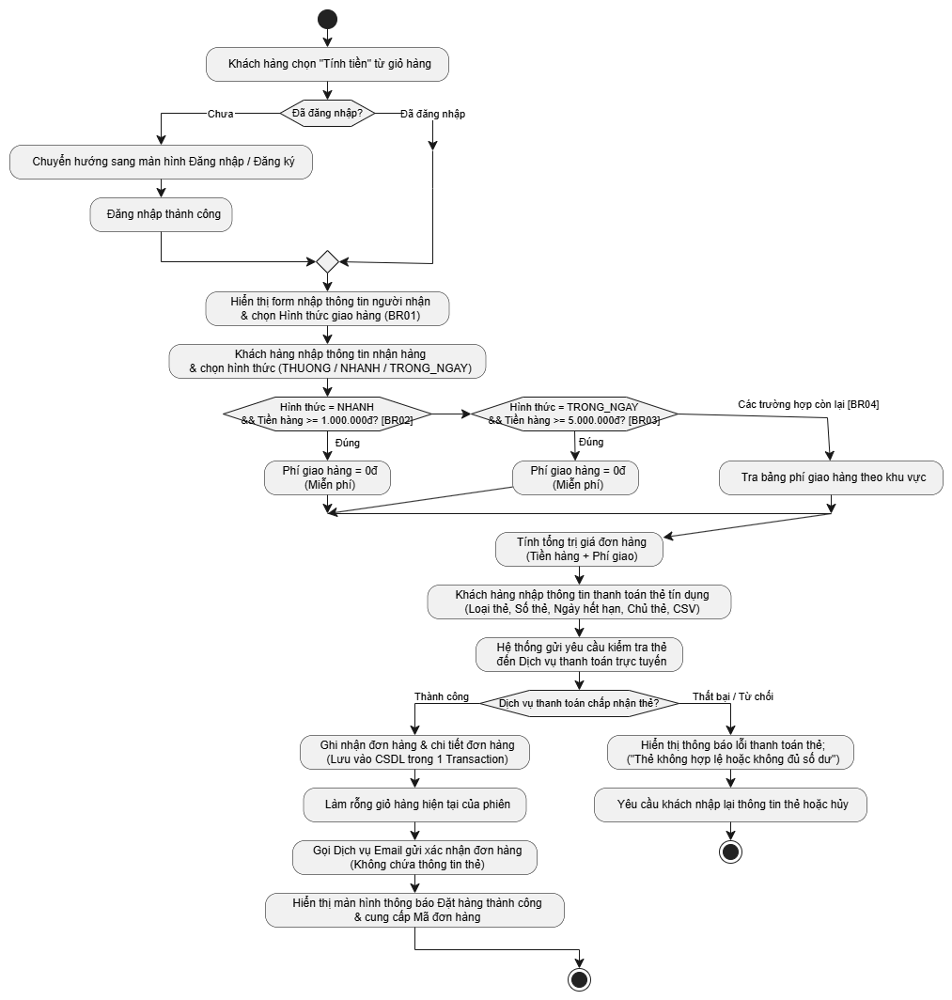 Khách hàng chọn "Tính tiền" từ giỏ hàng
Đã đăng nhập?
Chưa
Đã đăng nhập
Chuyển hướng sang màn hình Đăng nhập / Đăng ký
Đăng nhập thành công
Hiển thị form nhập thông tin người nhận
& chọn Hình thức giao hàng (BR01)
Khách hàng nhập thông tin nhận hàng
& chọn hình thức (THUONG / NHANH / TRONG_NGAY)
Hình thức = NHANH
&& Tiền hàng >= 1.000.000đ? [BR02]
Hình thức = TRONG_NGAY
&& Tiền hàng >= 5.000.000đ? [BR03]
Các trường hợp còn lại [BR04]
Đúng
Đúng
Phí giao hàng = 0đ
(Miễn phí)
Phí giao hàng = 0đ
(Miễn phí)
Tra bảng phí giao hàng theo khu vực
Tính tổng trị giá đơn hàng
(Tiền hàng + Phí giao)
Khách hàng nhập thông tin thanh toán thẻ tín dụng
(Loại thẻ, Số thẻ, Ngày hết hạn, Chủ thẻ, CSV)
Hệ thống gửi yêu cầu kiểm tra thẻ
đến Dịch vụ thanh toán trực tuyến
Thành công
Dịch vụ thanh toán chấp nhận thẻ?
Thất bại / Từ chối
Ghi nhận đơn hàng & chi tiết đơn hàng
(Lưu vào CSDL trong 1 Transaction)
Hiển thị thông báo lỗi thanh toán thẻ;
("Thẻ không hợp lệ hoặc không đủ số dư")
Làm rỗng giỏ hàng hiện tại của phiên
Yêu cầu khách nhập lại thông tin thẻ hoặc hủy
Gọi Dịch vụ Email gửi xác nhận đơn hàng
(Không chứa thông tin thẻ)
Hiển thị màn hình thông báo Đặt hàng thành công
& cung cấp Mã đơn hàng